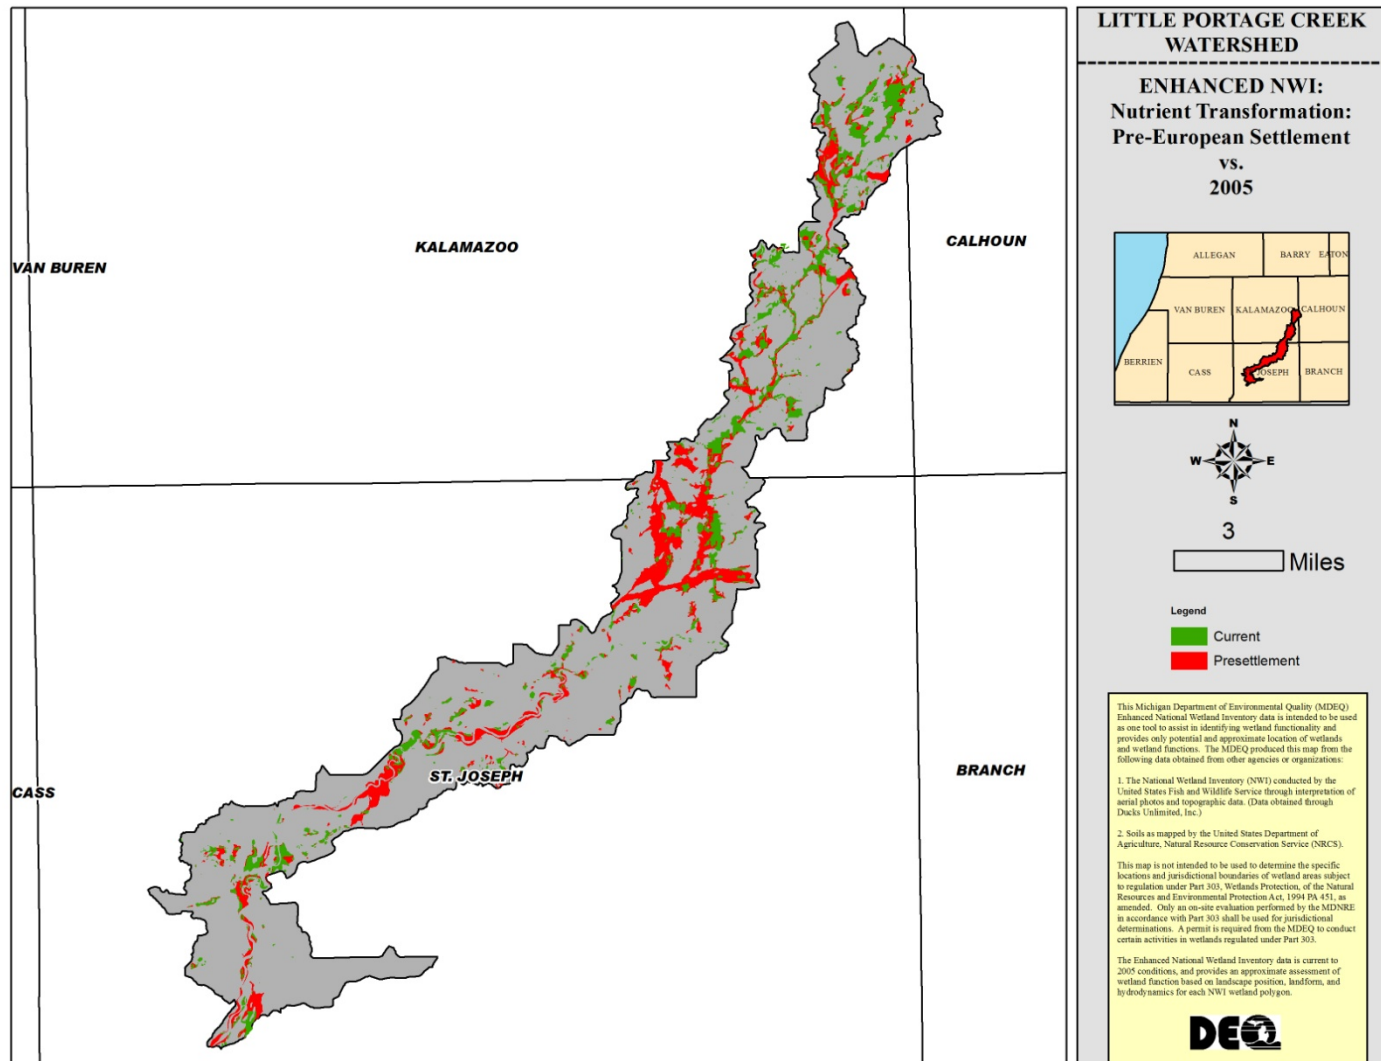 LITTLE PORTAGE CREEK
WATERSHED
ENHANCED NWI:
Nutrient Transformation:
Pre-European Settlement
vs.
2005
KALAMAZOO
CALHOUN
VAN BUREN
CASS
ST. JOSEPH
BRANCH
ALLEGAN
BARRY
EATON
VAN BUREN
KALAMAZOO
CALHOUN
BERRIEN
CASS
JOSEPH
BRANCH
N
W
E
S
3
Miles
Legend
Current
Presettlement
This Michigan Department of Environmental Quality (MDEQ)
Enhanced National Wetland Inventory data is intended to be used
as one tool to assist in identifying wetland functionality and
provides only potential and approximate location of wetlands
and wetland functions. The MDEQ produced this map from the
following data obtained from other agencies or organizations:
1. The National Wetland Inventory (NWI) conducted by the
United States Fish and Wildlife Service through interpretation of
aerial photos and topographic data. (Data obtained through
Ducks Unlimited, Inc.)
2. Soils as mapped by the United States Department of
Agriculture, Natural Resource Conservation Service (NRCS).
This map is not intended to be used to determine the specific
locations and jurisdictional boundaries of wetland areas subject
to regulation under Part 303, Wetlands Protection, of the Natural
Resources and Environmental Protection Act, 1994 PA 451, as
amended. Only an on-site evaluation performed by the MDNRE
in accordance with Part 303 shall be used for jurisdictional
determinations. A permit is required from the MDEQ to conduct
certain activities in wetlands regulated under Part 303.
The Enhanced National Wetland Inventory data is current to
2005 conditions, and provides an approximate assessment of
wetland function based on landscape position, landform, and
hydrodynamics for each NWI wetland polygon.
DEQ